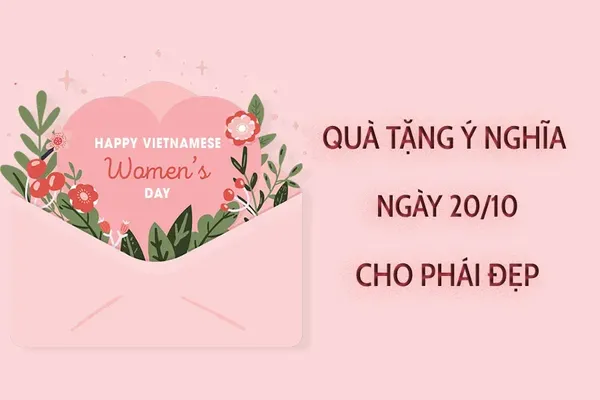 HAPPY VIETNAMESE
Women's
DAY
QUÀ TẶNG Ý NGHĨA
NGÀY 20/10
CHO PHÁI ĐẸP